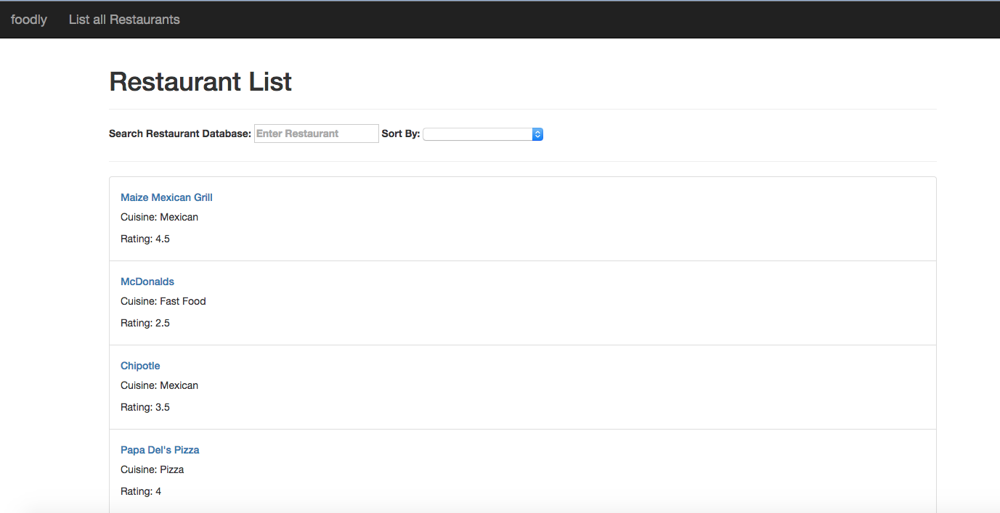 foodly List all Restaurants
Restaurant List
Search Restaurant Database: Enter Restaurant Sort By:
Maize Mexican Grill
Cuisine: Mexican
Rating: 4.5
McDonalds
Cuisine: Fast Food
Rating: 2.5
Chipotle
Cuisine: Mexican
Rating: 3.5
Papa Del's Pizza
Cuisine: Pizza
Rating: 4